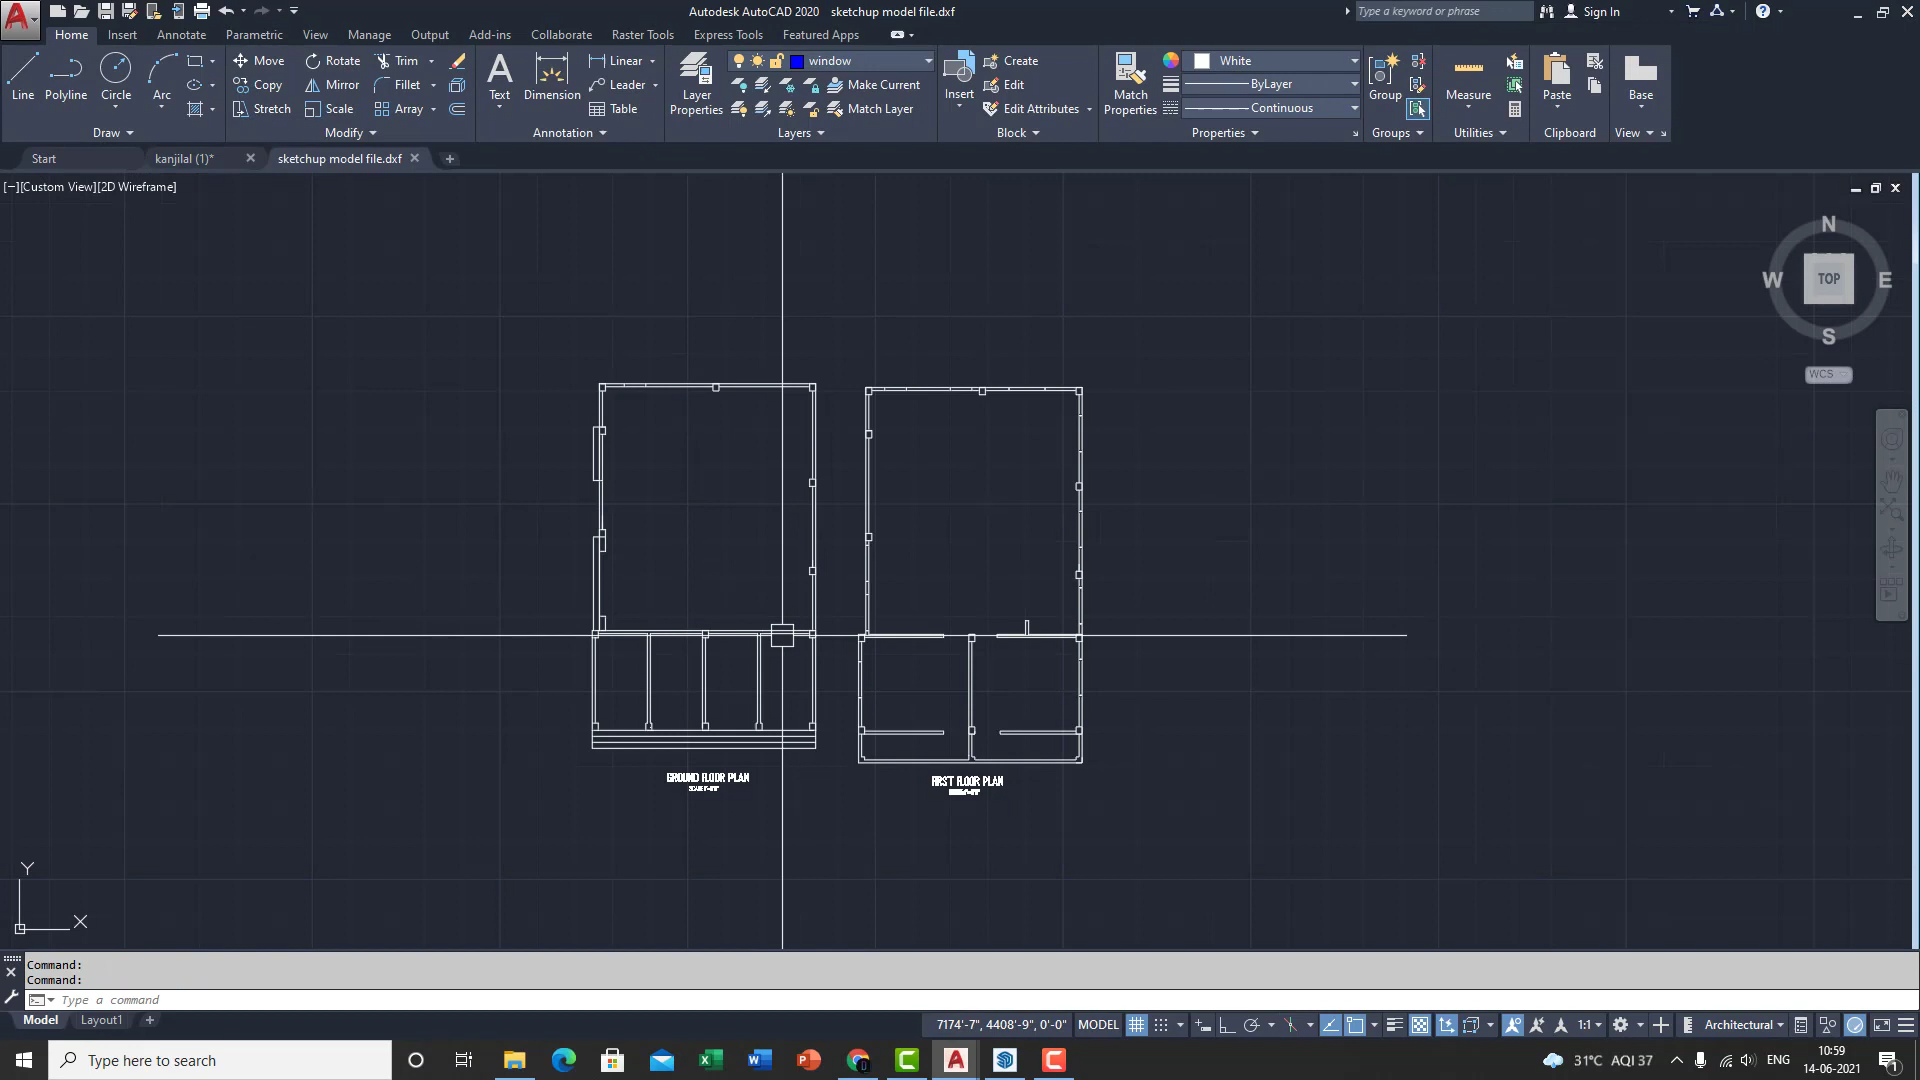 Autodesk AutoCAD 2020 sketchup model file.dxf
Type a keyword or phrase
Sign In
Home Insert Annotate Parametric View Manage Output Add-ins Collaborate Raster Tools Express Tools Featured Apps
Line Polyline Circle Arc
Draw
Move Rotate Trim
Copy Mirror Fillet
Stretch Scale Array
Modify
Text Dimension
Linear
Leader
Table
Annotation
Layer Properties
window
Make Current
Match Layer
Layers
Insert
Create
Edit
Edit Attributes
Block
Match Properties
White
ByLayer
Continuous
Properties
Group
Groups
Measure
Utilities
Paste
Clipboard
Base
View
Start kanjilal (1)* sketchup model file.dxf
[−][Custom View][2D Wireframe]
N
W TOP E
S
WCS
GROUND FLOOR PLAN
FIRST FLOOR PLAN
Y
X
Command:
Command:
Type a command
Model Layout1
7174'-7", 4408'-9", 0'-0" MODEL 1:1 Architectural
Type here to search
31°C AQI 37 ENG
10:59
14-06-2021
1